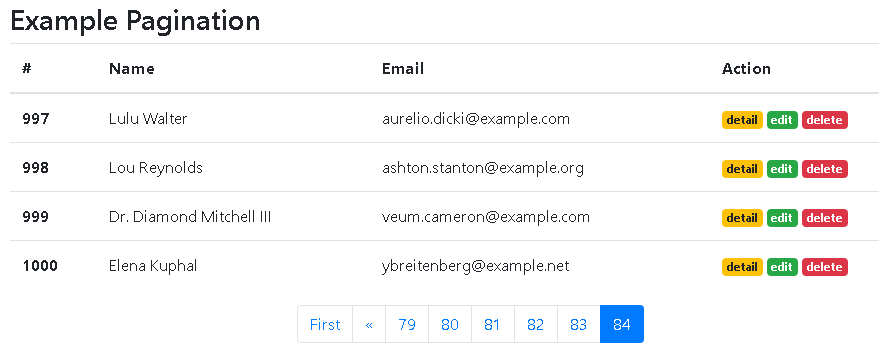 Example Pagination
# Name Email Action
997 Lulu Walter aurelio.dicki@example.com detail edit delete
998 Lou Reynolds ashton.stanton@example.org detail edit delete
999 Dr. Diamond Mitchell III veum.cameron@example.com detail edit delete
1000 Elena Kuphal ybreitenberg@example.net detail edit delete
First « 79 80 81 82 83 84